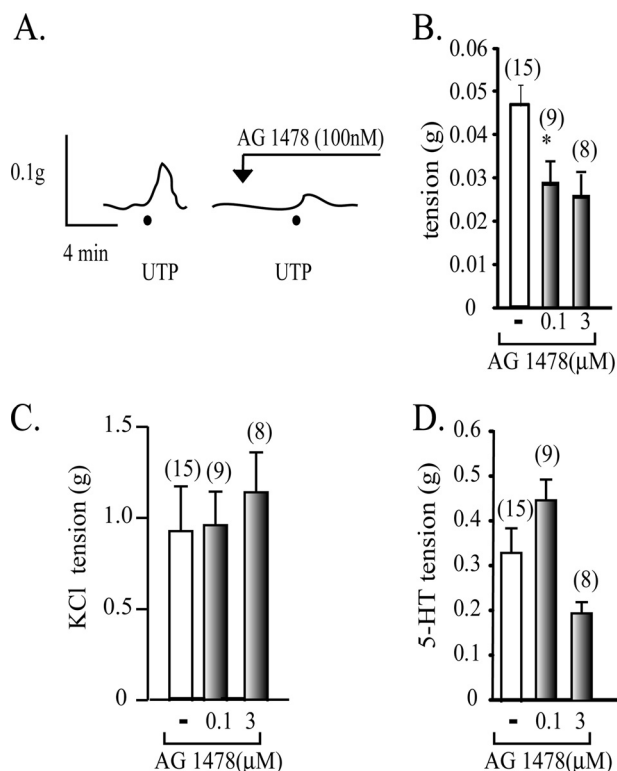 A.
0.1g
4 min
UTP
AG 1478 (100nM)
UTP
B.
tension (g)
0.06
0.05
0.04
0.03
0.02
0.01
0
(15)
(9)
*
(8)
- 0.1 3
AG 1478(μM)
C.
KCl tension (g)
1.5
1.0
0.5
0
(15)
(9)
(8)
- 0.1 3
AG 1478(μM)
D.
5-HT tension (g)
0.6
0.5
0.4
0.3
0.2
0.1
0
(15)
(9)
(8)
- 0.1 3
AG 1478(μM)